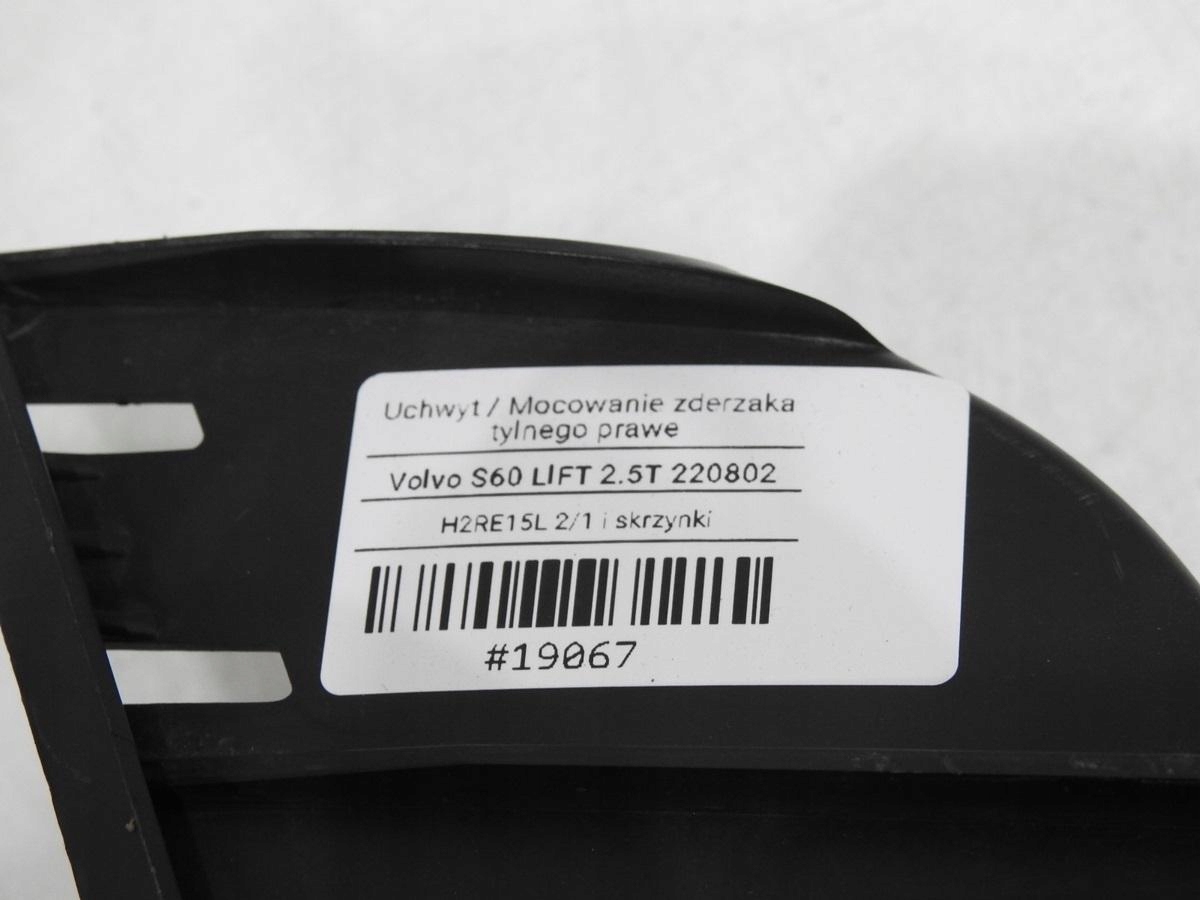 Uchwyt / Mocowanie zderzaka
tylnego prawe
Volvo S60 LIFT 2.5T 220802
H2RE15L 2/1 i skrzynki
#19067